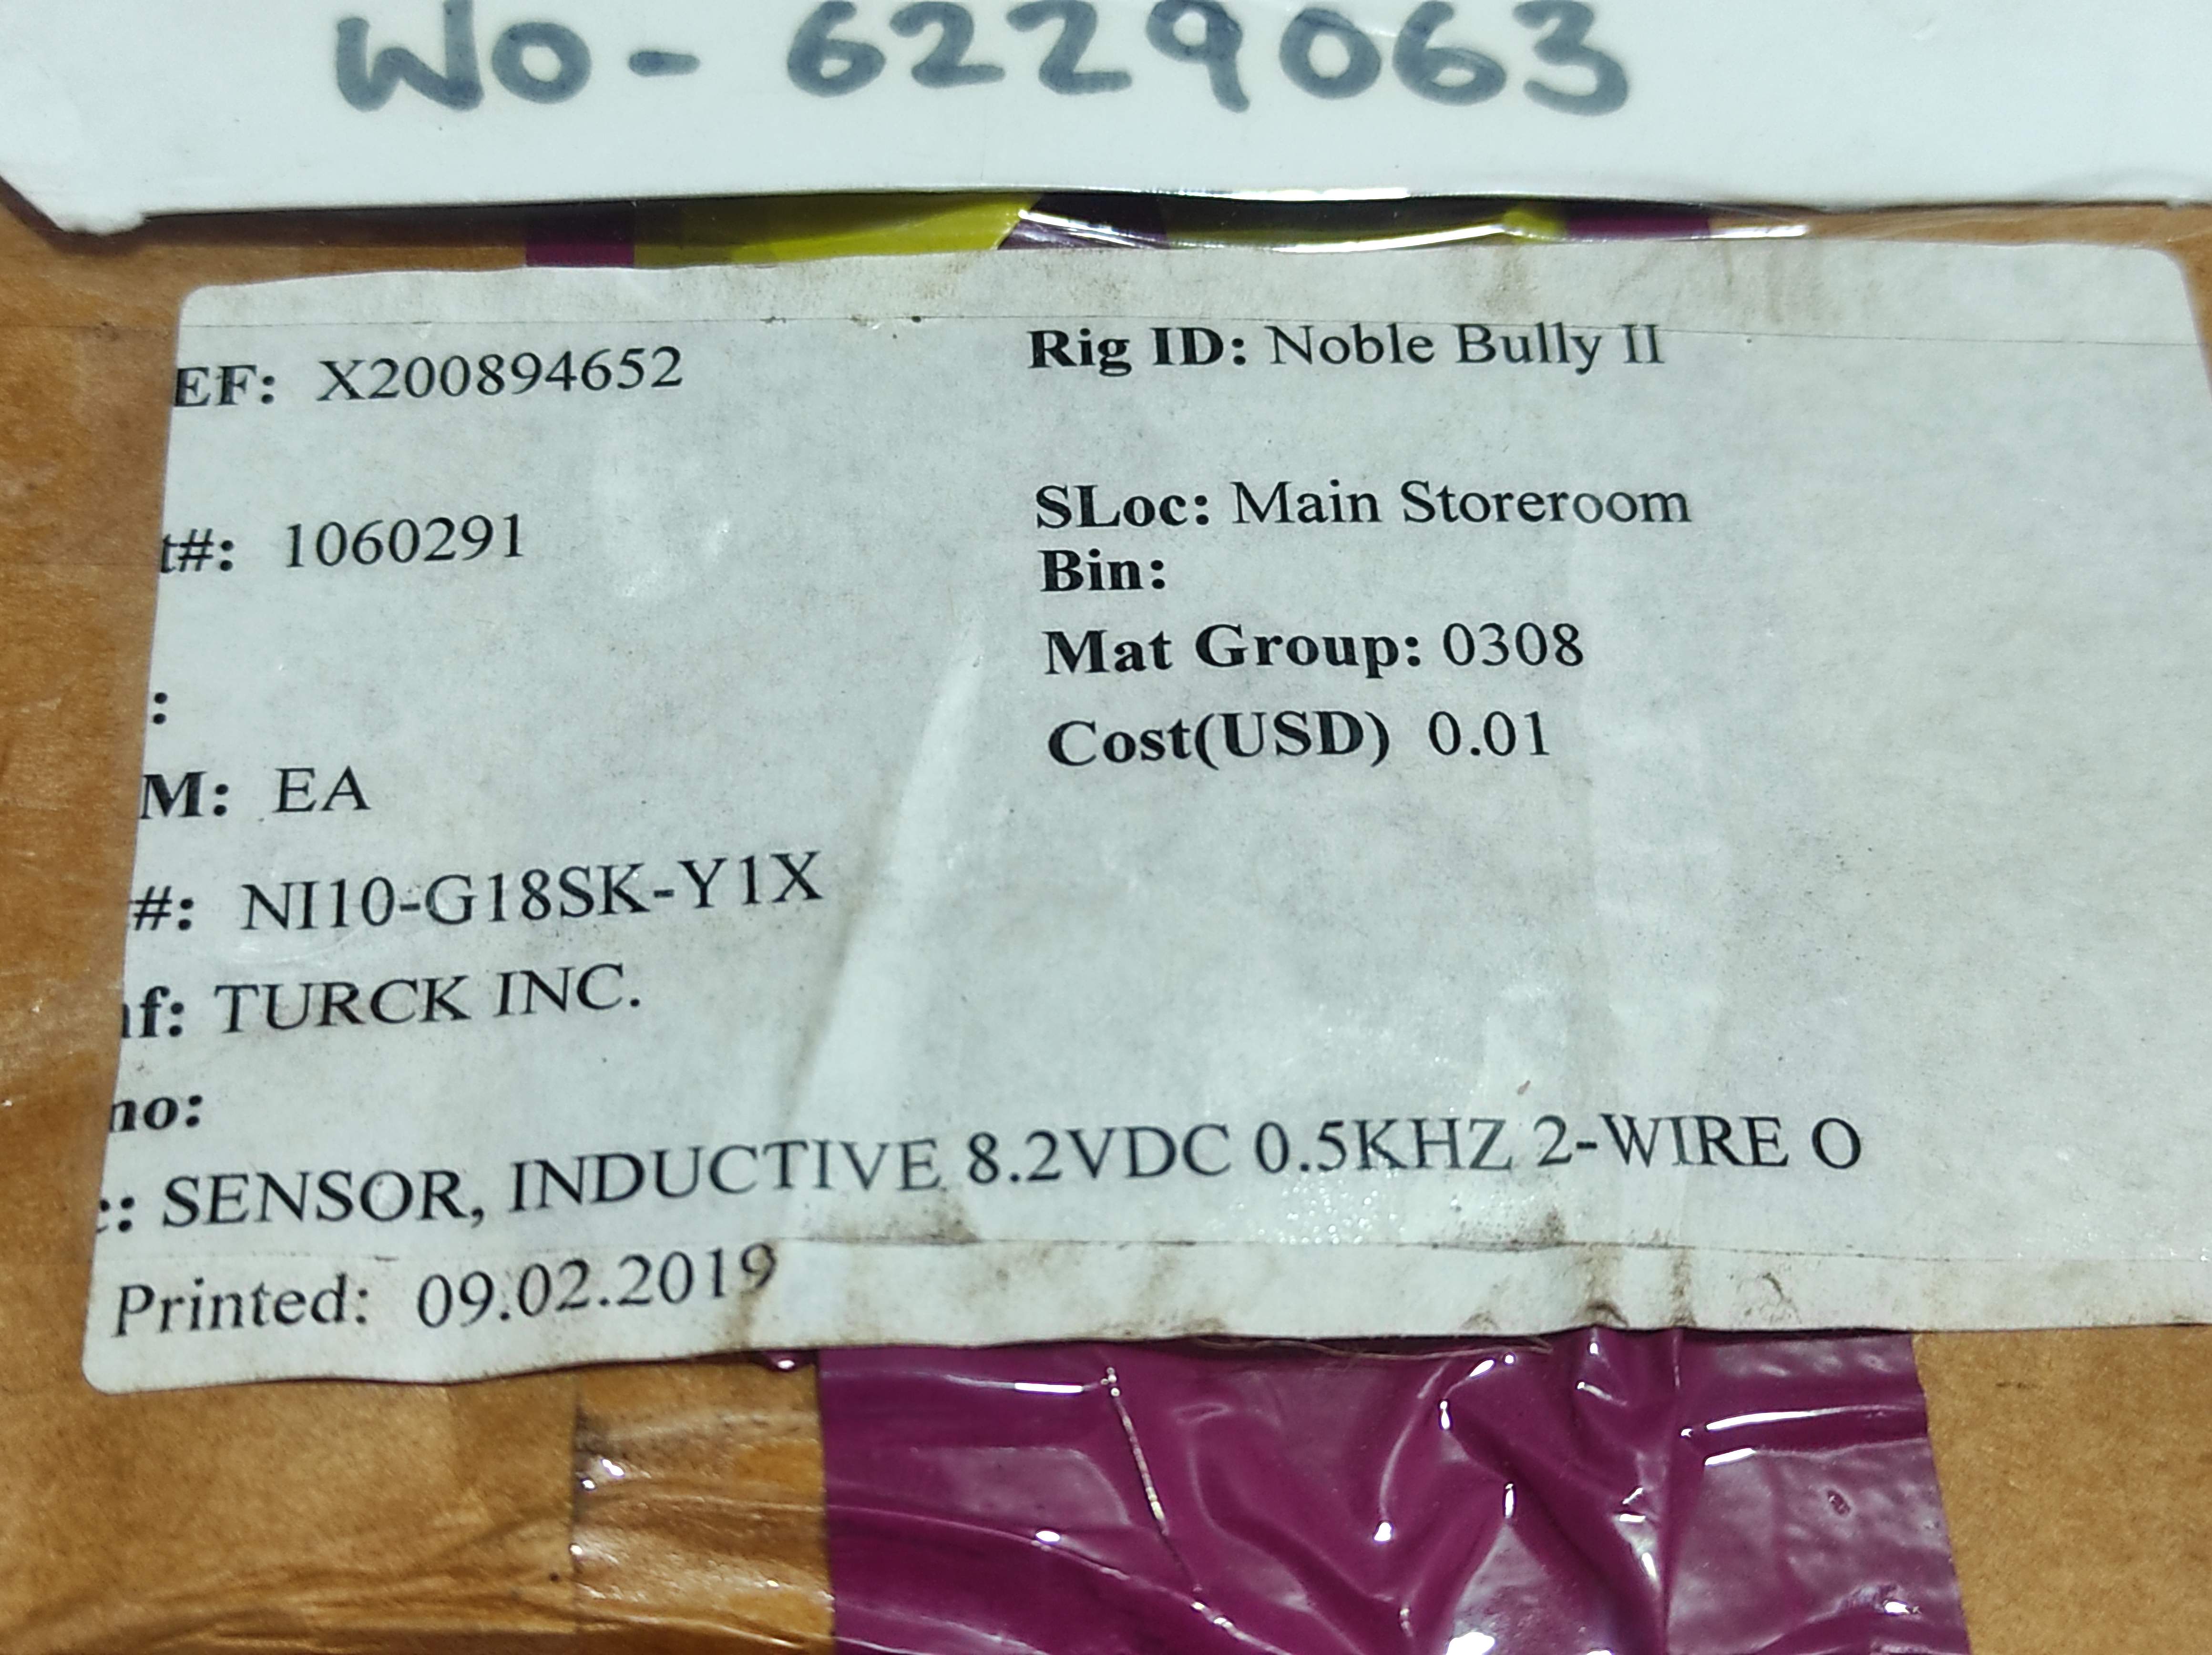 WO - 6229063
EF: X200894652
Rig ID: Noble Bully II
t#: 1060291
SLoc: Main Storeroom
Bin:
:
Mat Group: 0308
M: EA
Cost(USD) 0.01
#: NI10-G18SK-Y1X
nf: TURCK INC.
no:
: SENSOR, INDUCTIVE 8.2VDC 0.5KHZ 2-WIRE O
Printed: 09.02.2019